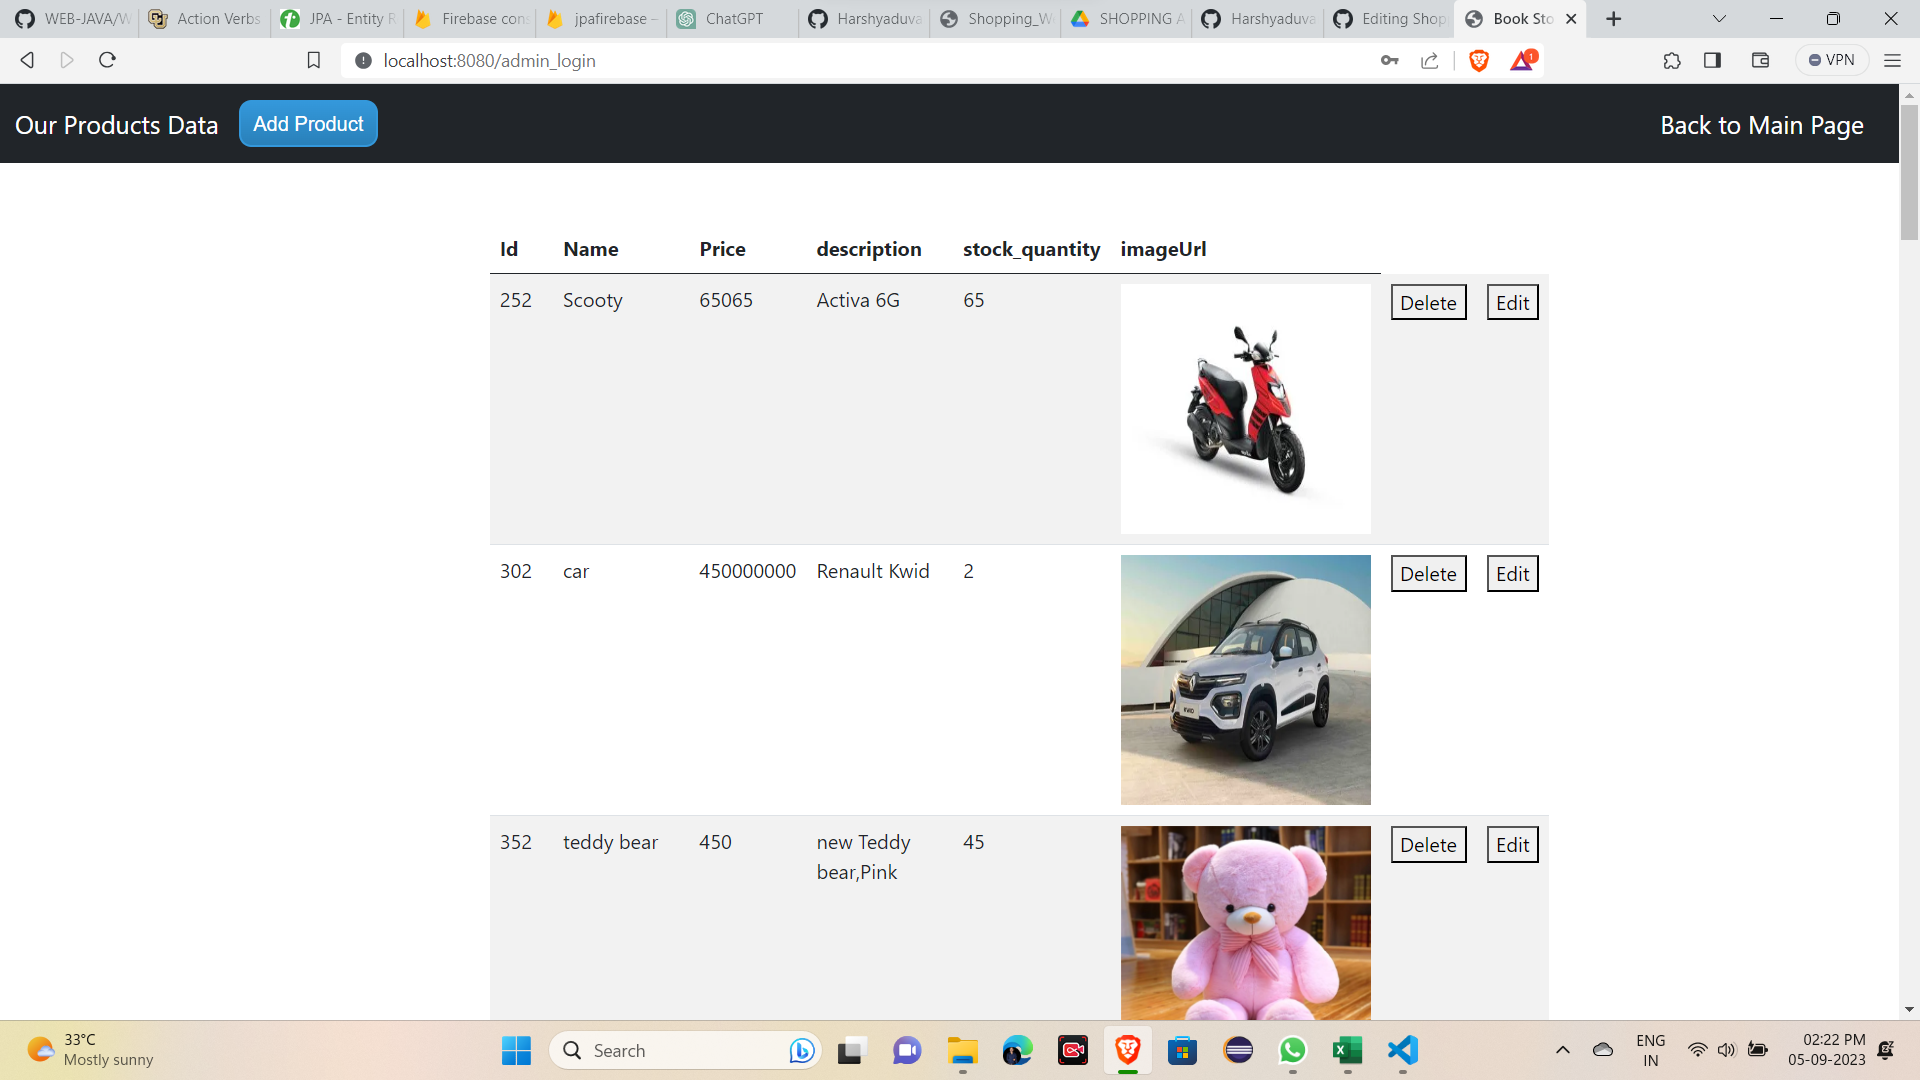 WEB-JAVA/W
Action Verbs
JPA - Entity R
Firebase cons
jpafirebase –
ChatGPT
Harshyaduva
Shopping_We
SHOPPING A
Harshyaduva
Editing Shop
Book Sto
localhost:8080/admin_login
1
VPN
Our Products Data
Add Product
Back to Main Page
Id Name Price description stock_quantity imageUrl
252 Scooty 65065 Activa 6G 65 Delete Edit
302 car 450000000 Renault Kwid 2 Delete Edit
KWID
352 teddy bear 450 new Teddy 45 Delete Edit
bear,Pink
33°C
Mostly sunny
Search
ENG
IN
02:22 PM
05-09-2023